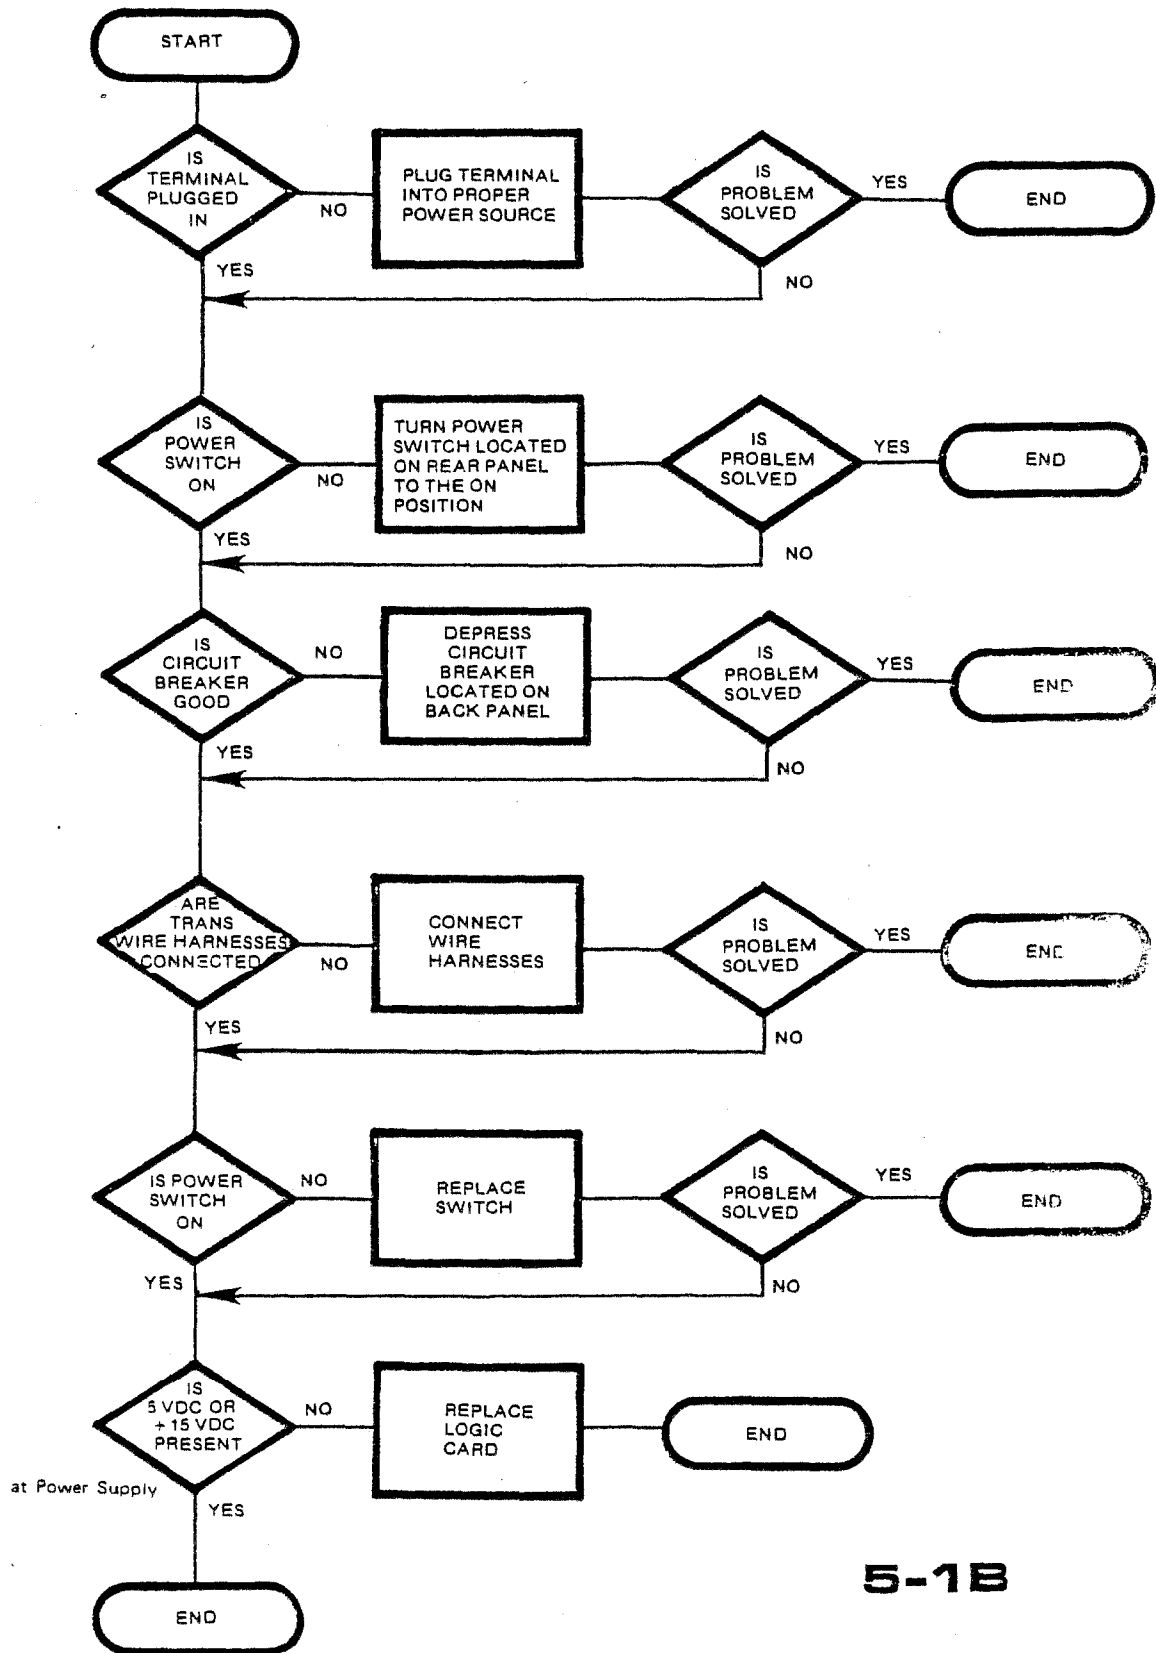 START
IS
TERMINAL
PLUGGED
IN
NO
PLUG TERMINAL
INTO PROPER
POWER SOURCE
IS
PROBLEM
SOLVED
YES
END
YES
NO
IS
POWER
SWITCH
ON
NO
TURN POWER
SWITCH LOCATED
ON REAR PANEL
TO THE ON
POSITION
IS
PROBLEM
SOLVED
YES
END
YES
NO
IS
CIRCUIT
BREAKER
GOOD
NO
DEPRESS
CIRCUIT
BREAKER
LOCATED ON
BACK PANEL
IS
PROBLEM
SOLVED
YES
END
YES
NO
ARE
TRANS
WIRE HARNESSES
CONNECTED
NO
CONNECT
WIRE
HARNESSES
IS
PROBLEM
SOLVED
YES
END
YES
NO
IS POWER
SWITCH
ON
NO
REPLACE
SWITCH
IS
PROBLEM
SOLVED
YES
END
YES
NO
IS
5 VDC OR
+ 15 VDC
PRESENT
NO
REPLACE
LOGIC
CARD
END
at Power Supply
YES
END
5-1B